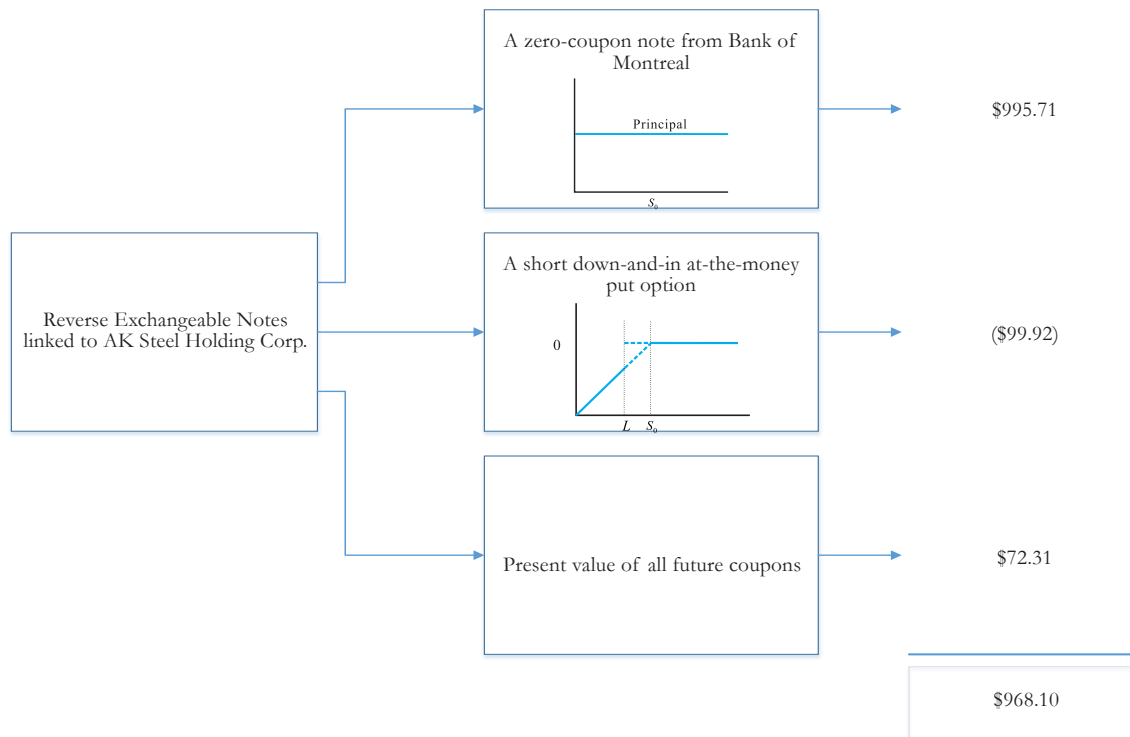 A zero-coupon note from Bank of
Montreal
Principal
S₀
$995.71
Reverse Exchangeable Notes
linked to AK Steel Holding Corp.
A short down-and-in at-the-money
put option
0
L S₀
($99.92)
Present value of all future coupons
$72.31
$968.10